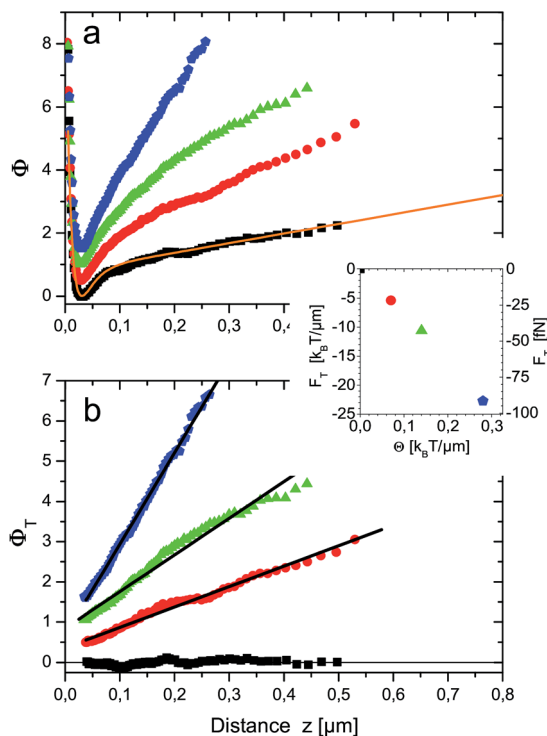 a
8
6
4
2
0
Φ
0,0 0,1 0,2 0,3 0,4
0
-5
-10
-15
-20
-25
F_T [k_BT/µm]
0
-25
-50
-75
-100
F_T [fN]
0,0 0,1 0,2 0,3
Θ [k_BT/µm]
b
7
6
5
4
3
2
1
0
Φ_T
0,0 0,1 0,2 0,3 0,4 0,5 0,6 0,7 0,8
Distance z [µm]